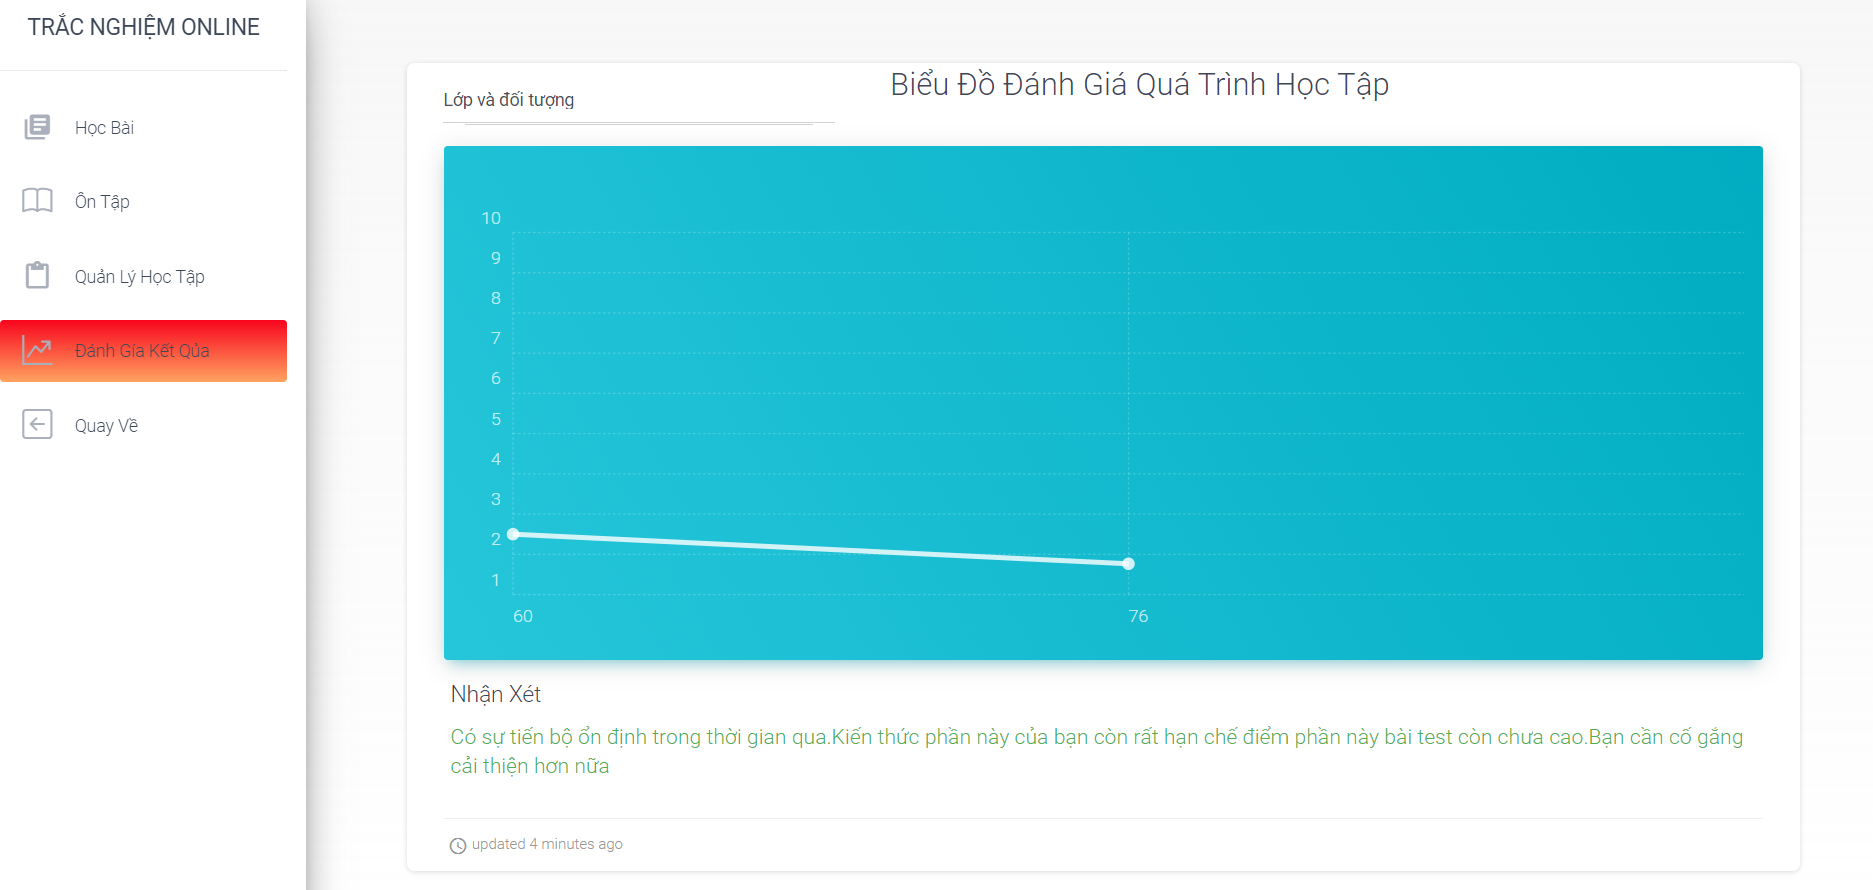 TRẮC NGHIỆM ONLINE
Học Bài
Ôn Tập
Quản Lý Học Tập
Đánh Gía Kết Qủa
Quay Về
Lớp và đối tượng
Biểu Đồ Đánh Giá Quá Trình Học Tập
10
9
8
7
6
5
4
3
2
1
60 76
Nhận Xét
Có sự tiến bộ ổn định trong thời gian qua.Kiến thức phần này của bạn còn rất hạn chế điểm phần này bài test còn chưa cao.Bạn cần cố gắng
cải thiện hơn nữa
updated 4 minutes ago